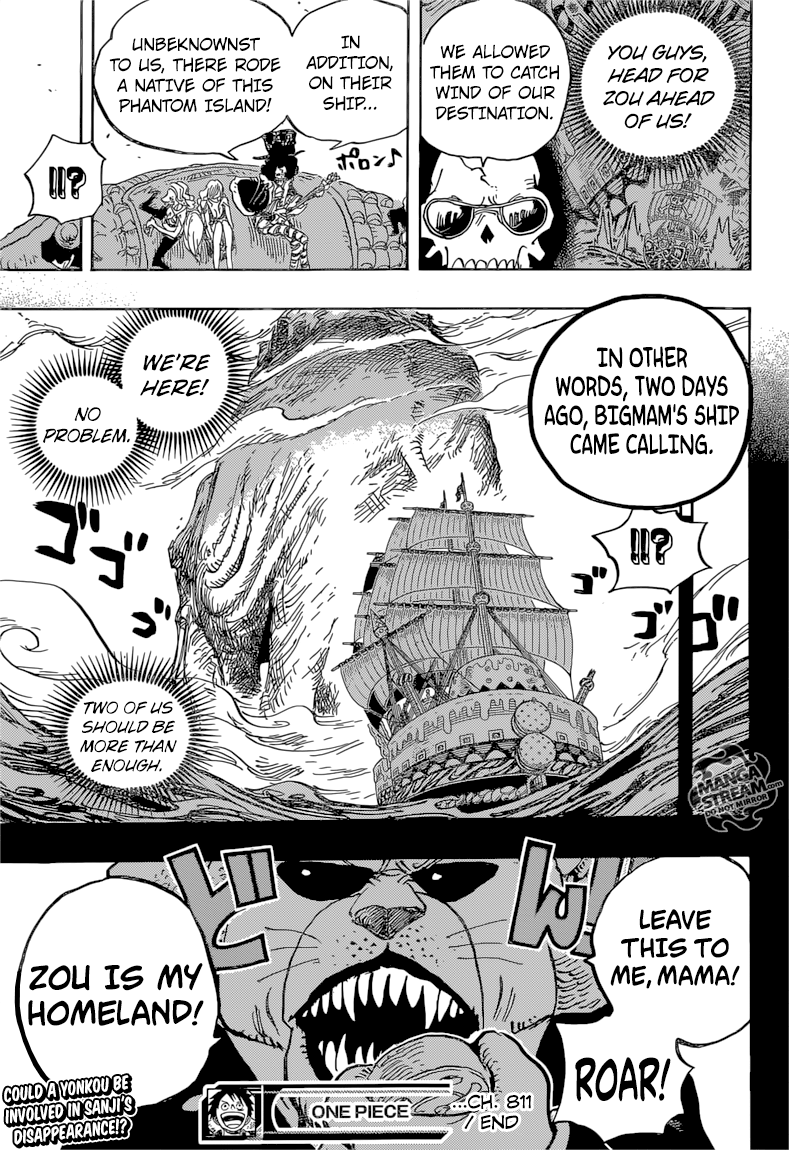 YOU GUYS,
HEAD FOR
ZOU AHEAD
OF US!
WE ALLOWED
THEM TO CATCH
WIND OF OUR
DESTINATION.
IN
ADDITION,
ON THEIR
SHIP...
UNBEKNOWNST
TO US, THERE RODE
A NATIVE OF THIS
PHANTOM ISLAND!
ポロン♪
!!?
IN OTHER
WORDS, TWO DAYS
AGO, BIGMAM'S SHIP
CAME CALLING.
!!?
WE'RE
HERE!
NO
PROBLEM.
ゴゴゴ
ゴゴゴ
TWO OF US
SHOULD BE
MORE THAN
ENOUGH.
MANGA
STREAM.com
DO NOT MIRROR
どん!!
LEAVE
THIS TO
ME, MAMA!
ZOU IS MY
HOMELAND!
ROAR!
COULD A YONKOU BE
INVOLVED IN SANJI'S
DISAPPEARANCE!?
ONE PIECE
...CH. 811
/ END